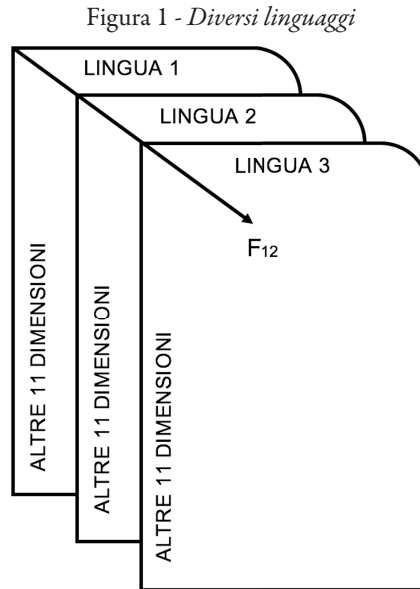 Figura 1 - Diversi linguaggi
LINGUA 1
LINGUA 2
LINGUA 3
F12
ALTRE 11 DIMENSIONI
ALTRE 11 DIMENSIONI
ALTRE 11 DIMENSIONI